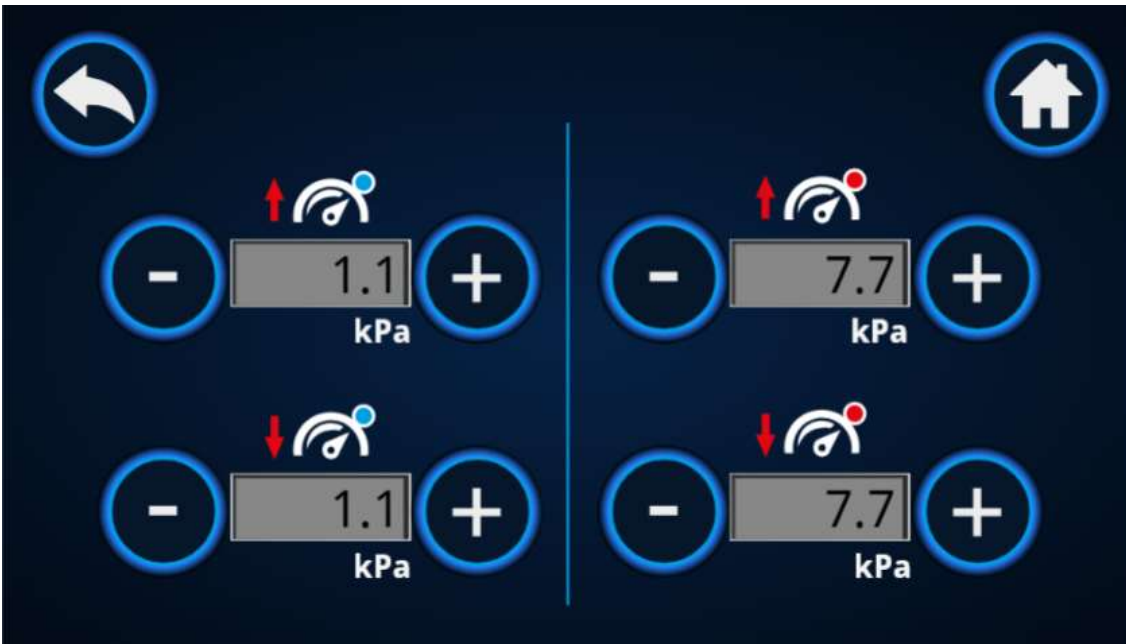 - 1.1 +
kPa
- 7.7 +
kPa
- 1.1 +
kPa
- 7.7 +
kPa